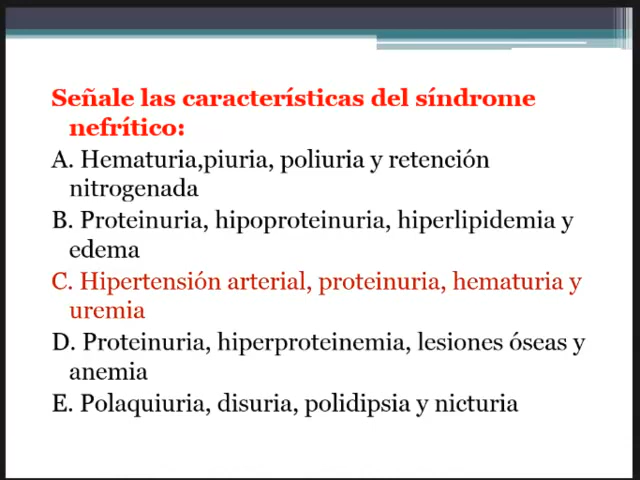 Señale las características del síndrome
nefrítico:
A. Hematuria,piuria, poliuria y retención
nitrogenada
B. Proteinuria, hipoproteinuria, hiperlipidemia y
edema
C. Hipertensión arterial, proteinuria, hematuria y
uremia
D. Proteinuria, hiperproteinemia, lesiones óseas y
anemia
E. Polaquiuria, disuria, polidipsia y nicturia